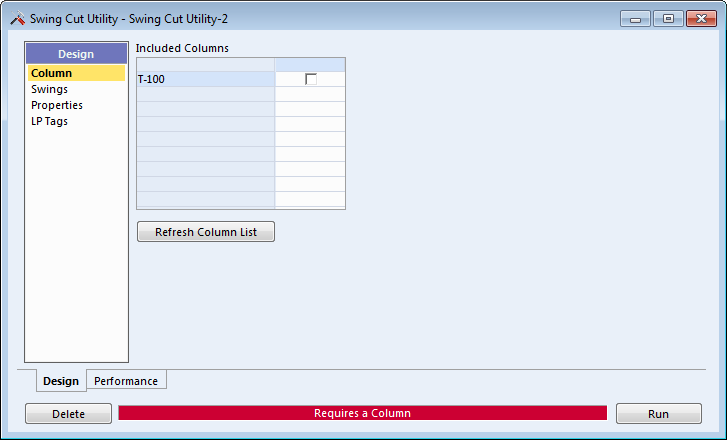 Swing Cut Utility - Swing Cut Utility-2
Design
Column
Swings
Properties
LP Tags
Included Columns
T-100
Refresh Column List
Design
Performance
Delete
Requires a Column
Run